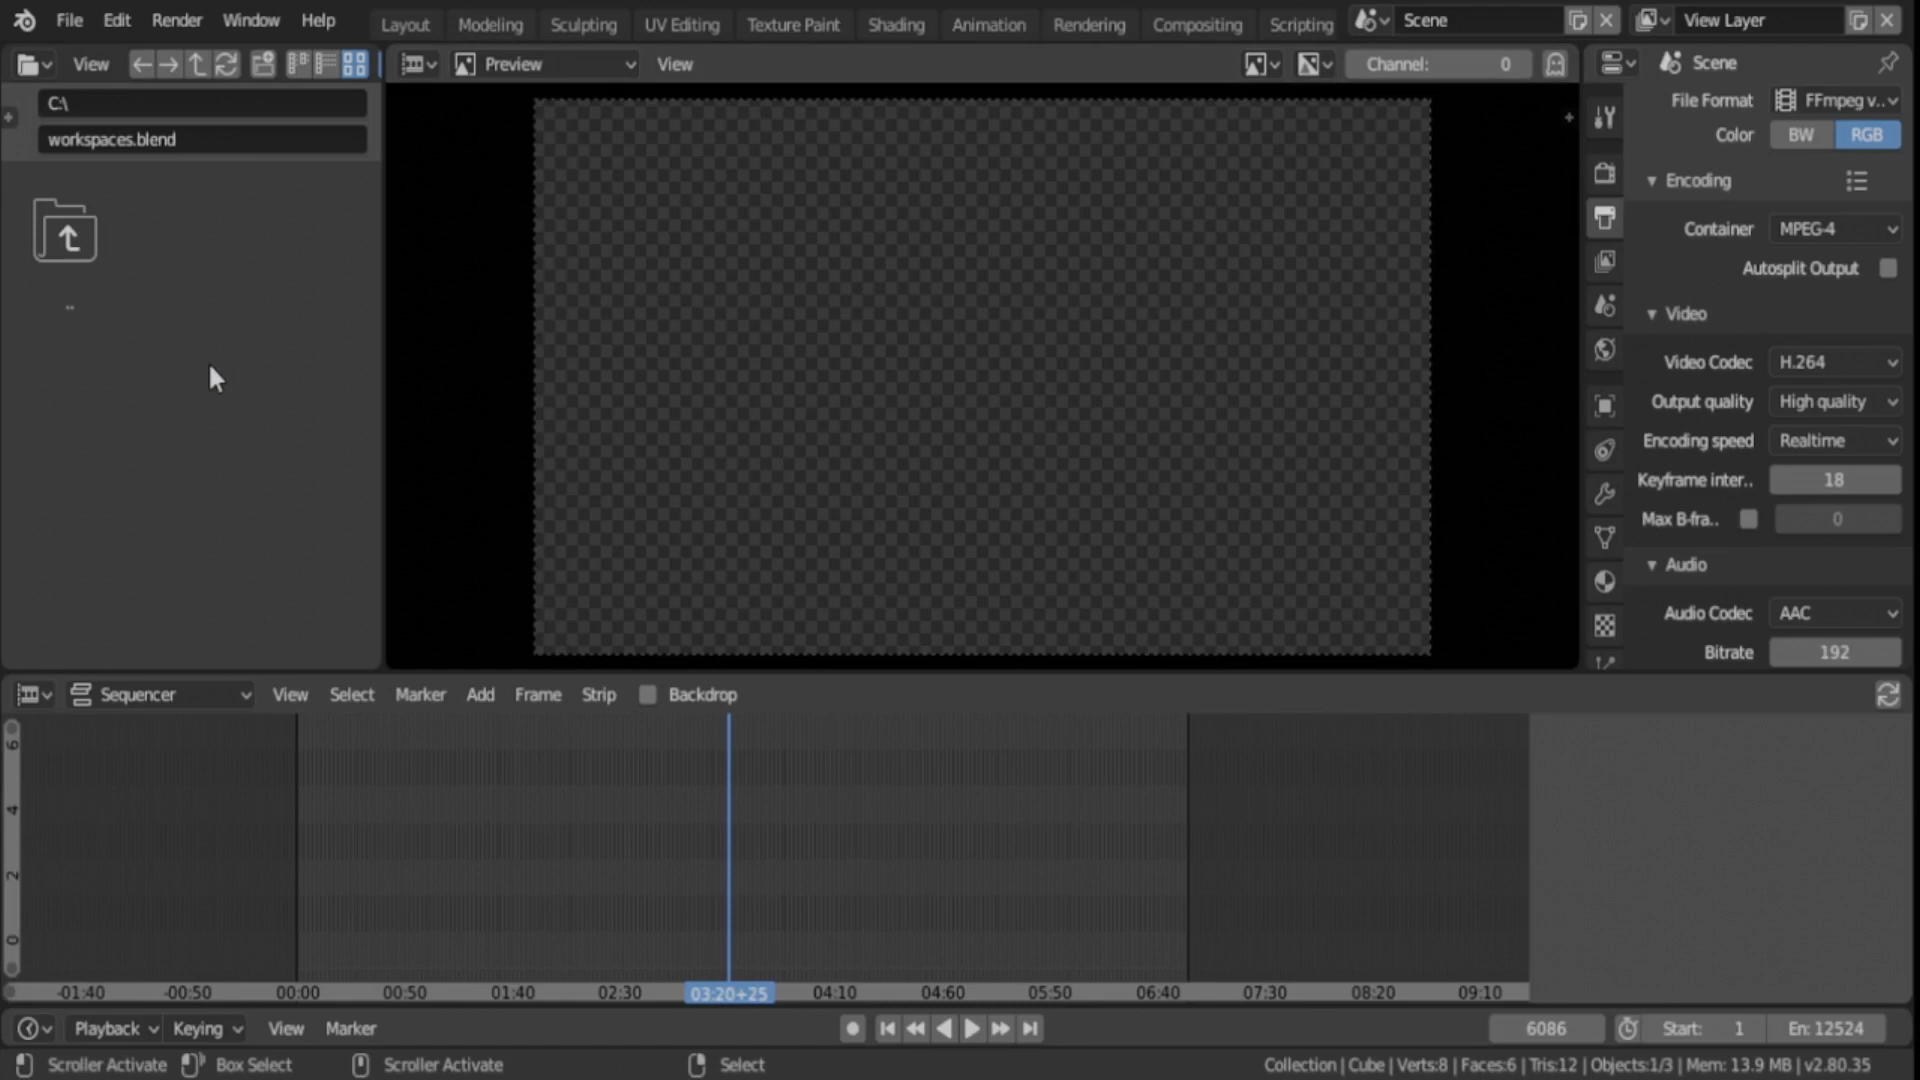 File Edit Render Window Help Layout Modeling Sculpting UV Editing Texture Paint Shading Animation Rendering Compositing Scripting Scene View Layer
View Preview View Channel: 0 Scene
C:\
workspaces.blend
..
File Format FFmpeg v..
Color BW RGB
Encoding
Container MPEG-4
Autosplit Output
Video
Video Codec H.264
Output quality High quality
Encoding speed Realtime
Keyframe inter.. 18
Max B-fra.. 0
Audio
Audio Codec AAC
Bitrate 192
Sequencer View Select Marker Add Frame Strip Backdrop
6
4
2
0
-01:40 -00:50 00:00 00:50 01:40 02:30 03:20+25 04:10 04:60 05:50 06:40 07:30 08:20 09:10
Playback Keying View Marker 6086 Start: 1 En: 12524
Scroller Activate Box Select Scroller Activate Select Collection | Cube | Verts:8 | Faces:6 | Tris:12 | Objects:1/3 | Mem: 13.9 MB | v2.80.35